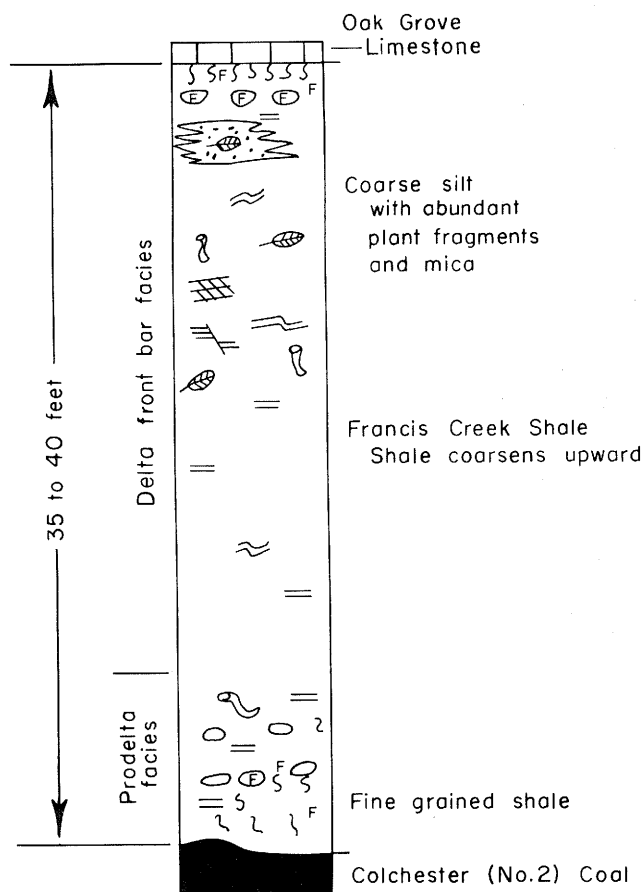 Oak Grove
Limestone
F
F
F
F
F
Coarse silt
with abundant
plant fragments
and mica
Delta front bar facies
35 to 40 feet
Francis Creek Shale
Shale coarsens upward
Prodelta
facies
F
F
F
Fine grained shale
Colchester (No.2) Coal